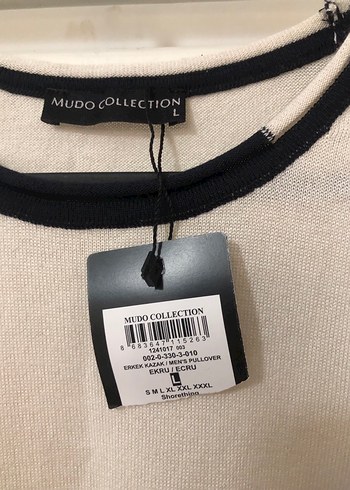 MUDO COLLECTION
L
MUDO COLLECTION
8 683647 115263
1241017 003
002-0-330-3-010
ERKEK KAZAK / MEN'S PULLOVER
EKRU / ECRU
L
S M L XL XXL XXXL
Shorething